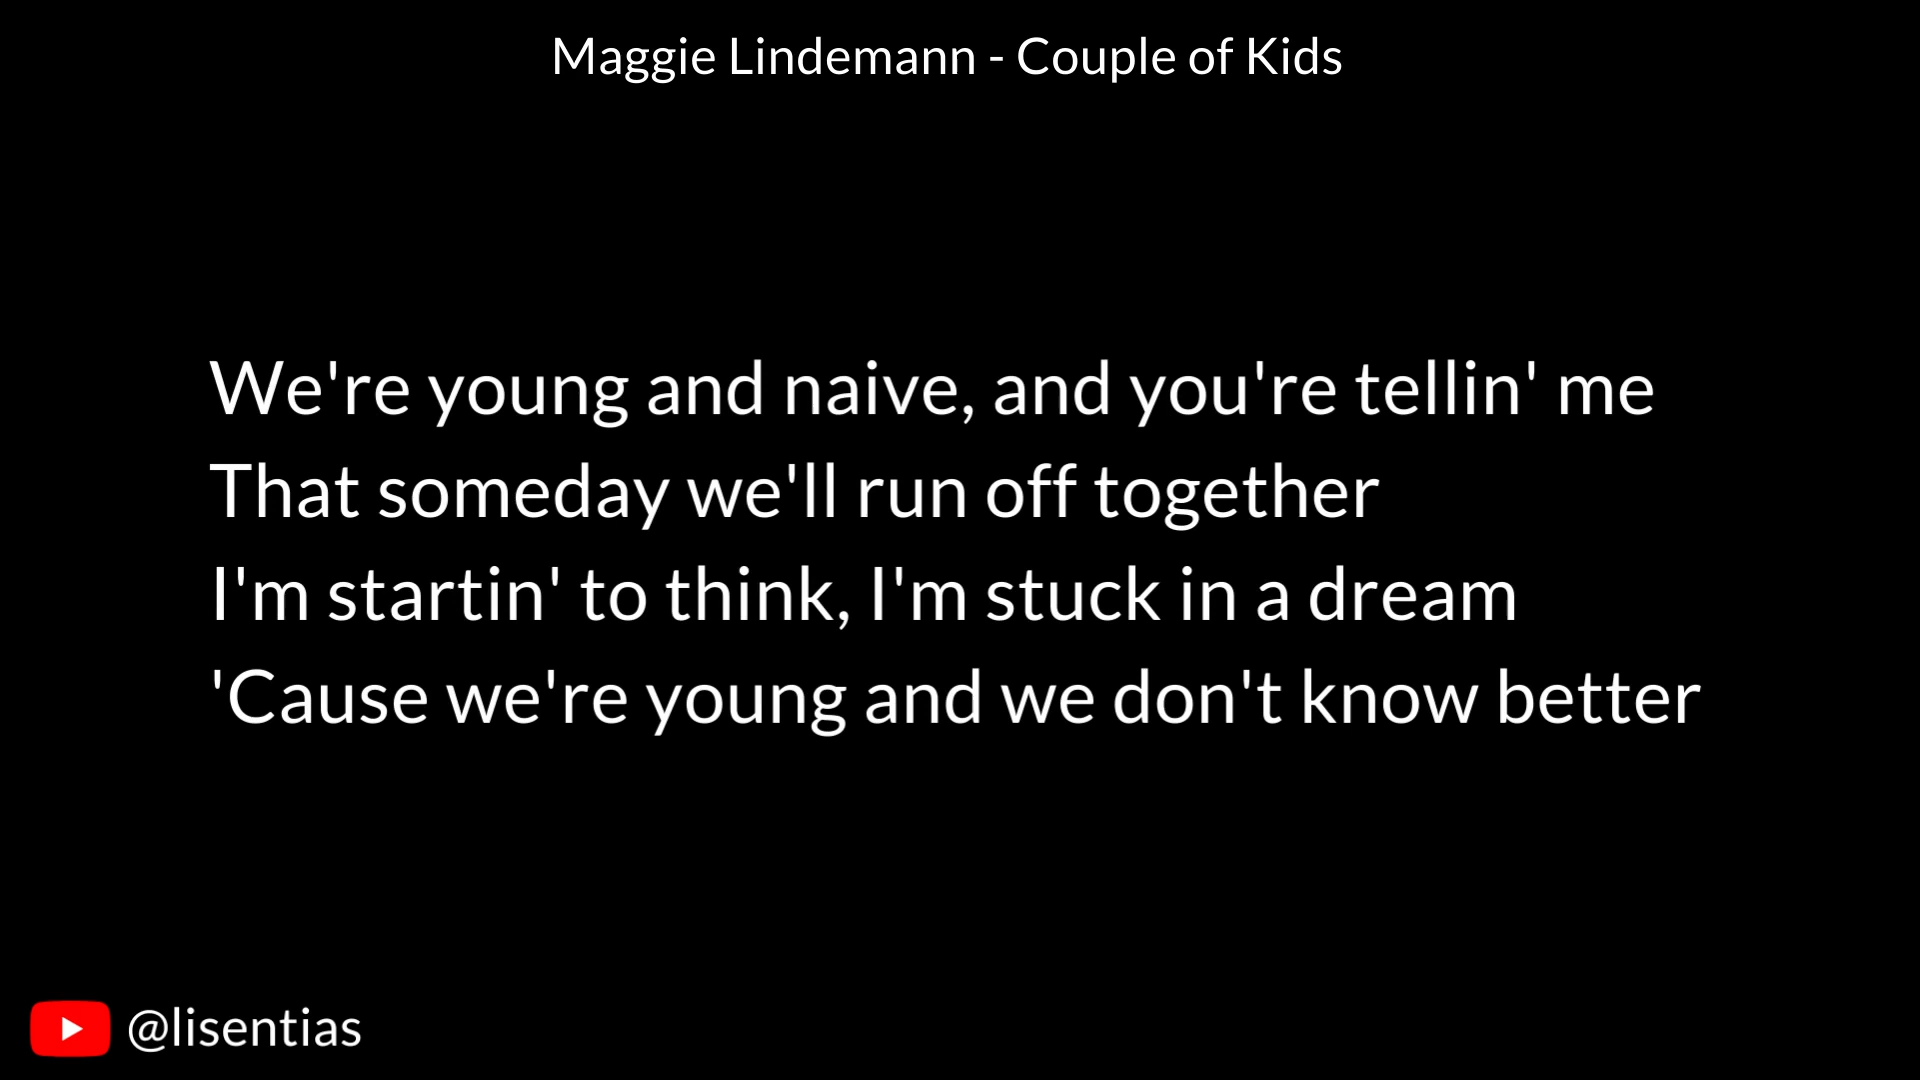 Maggie Lindemann - Couple of Kids
We're young and naive, and you're tellin' me
That someday we'll run off together
I'm startin' to think, I'm stuck in a dream
'Cause we're young and we don't know better
@lisentias